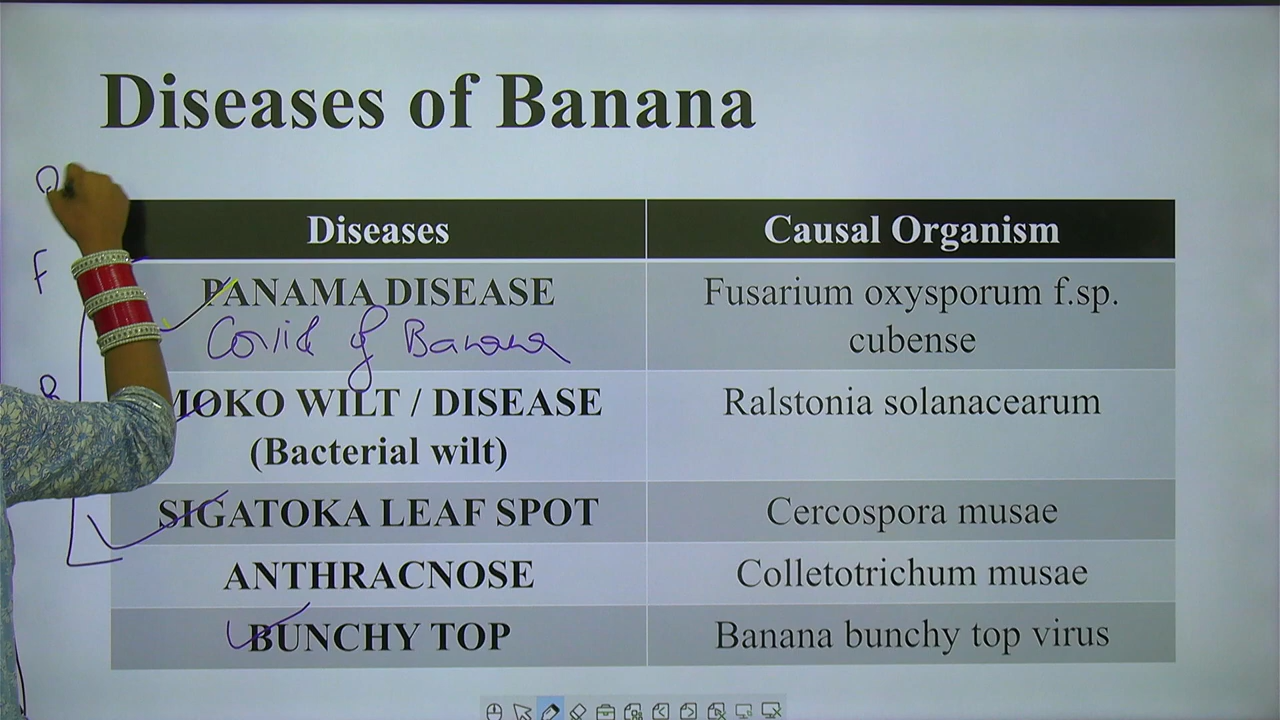 Diseases of Banana
Diseases
Causal Organism
F
PANAMA DISEASE
Fusarium oxysporum f.sp.
cubense
Covid of Banana
MOKO WILT / DISEASE
Ralstonia solanacearum
(Bacterial wilt)
SIGATOKA LEAF SPOT
Cercospora musae
ANTHRACNOSE
Colletotrichum musae
BUNCHY TOP
Banana bunchy top virus